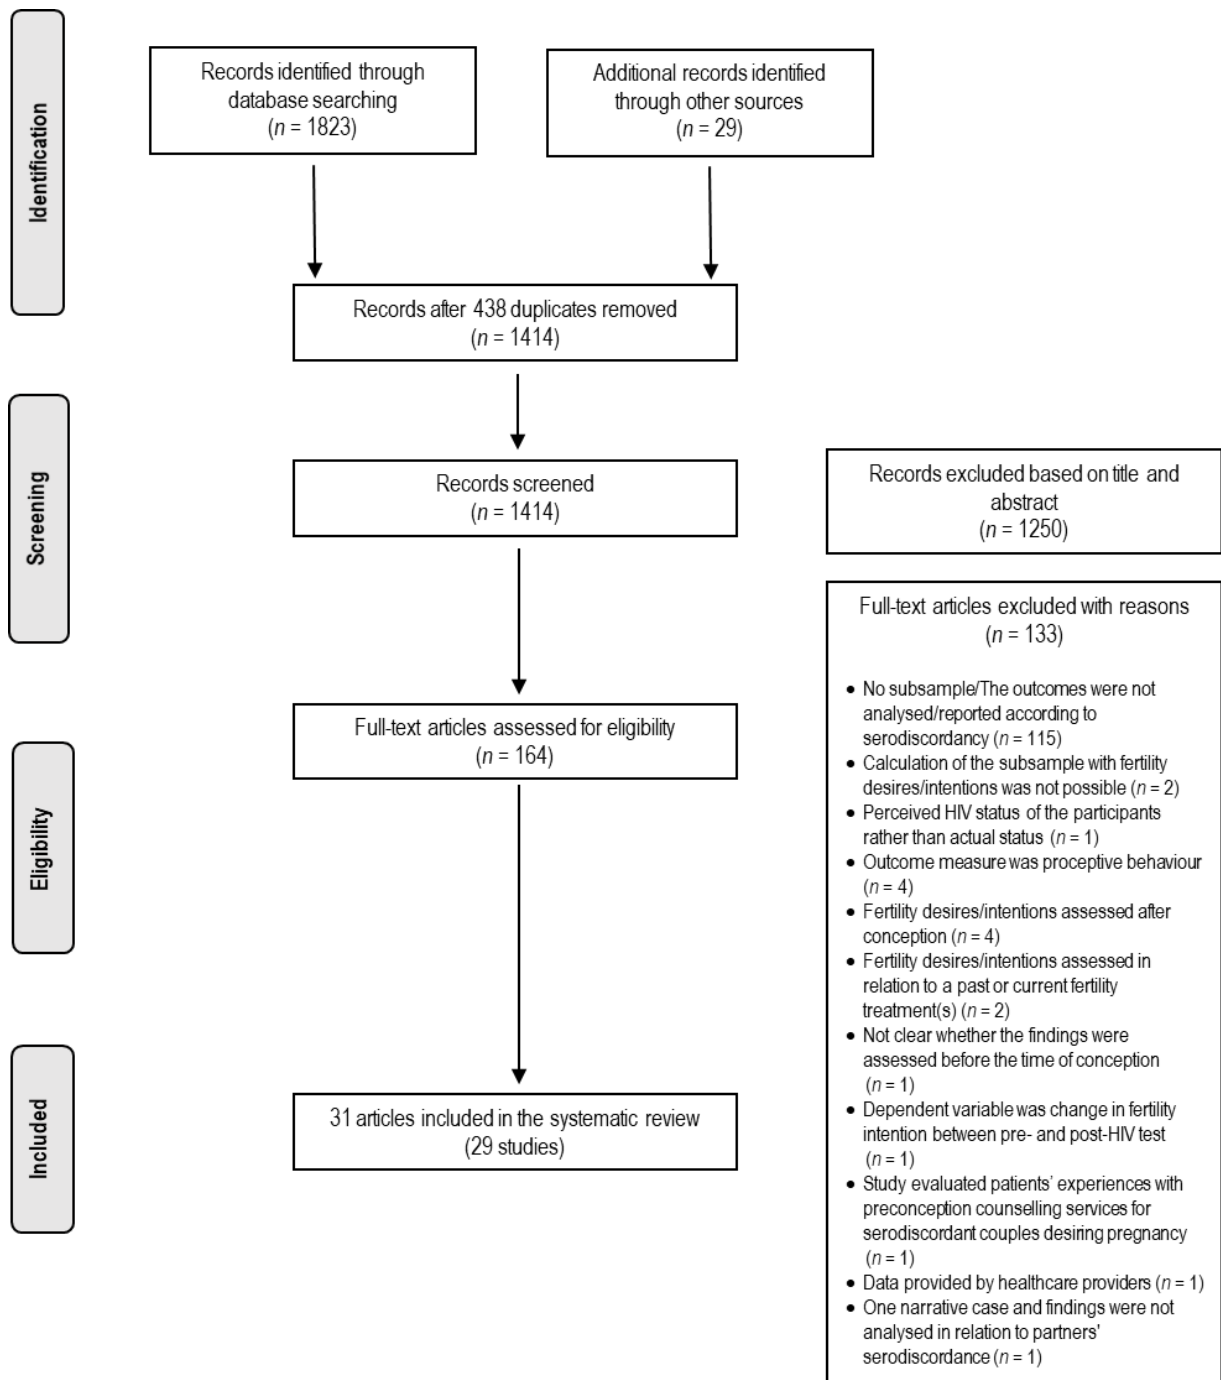 Identification
Records identified through
database searching
(n = 1823)
Additional records identified
through other sources
(n = 29)
Records after 438 duplicates removed
(n = 1414)
Screening
Records screened
(n = 1414)
Records excluded based on title and
abstract
(n = 1250)
Eligibility
Full-text articles assessed for eligibility
(n = 164)
Full-text articles excluded with reasons
(n = 133)
• No subsample/The outcomes were not
analysed/reported according to
serodiscordancy (n = 115)
• Calculation of the subsample with fertility
desires/intentions was not possible (n = 2)
• Perceived HIV status of the participants
rather than actual status (n = 1)
• Outcome measure was proceptive behaviour
(n = 4)
• Fertility desires/intentions assessed after
conception (n = 4)
• Fertility desires/intentions assessed in
relation to a past or current fertility
treatment(s) (n = 2)
• Not clear whether the findings were
assessed before the time of conception
(n = 1)
• Dependent variable was change in fertility
intention between pre- and post-HIV test
(n = 1)
• Study evaluated patients’ experiences with
preconception counselling services for
serodiscordant couples desiring pregnancy
(n = 1)
• Data provided by healthcare providers (n = 1)
• One narrative case and findings were not
analysed in relation to partners'
serodiscordance (n = 1)
Included
31 articles included in the systematic review
(29 studies)